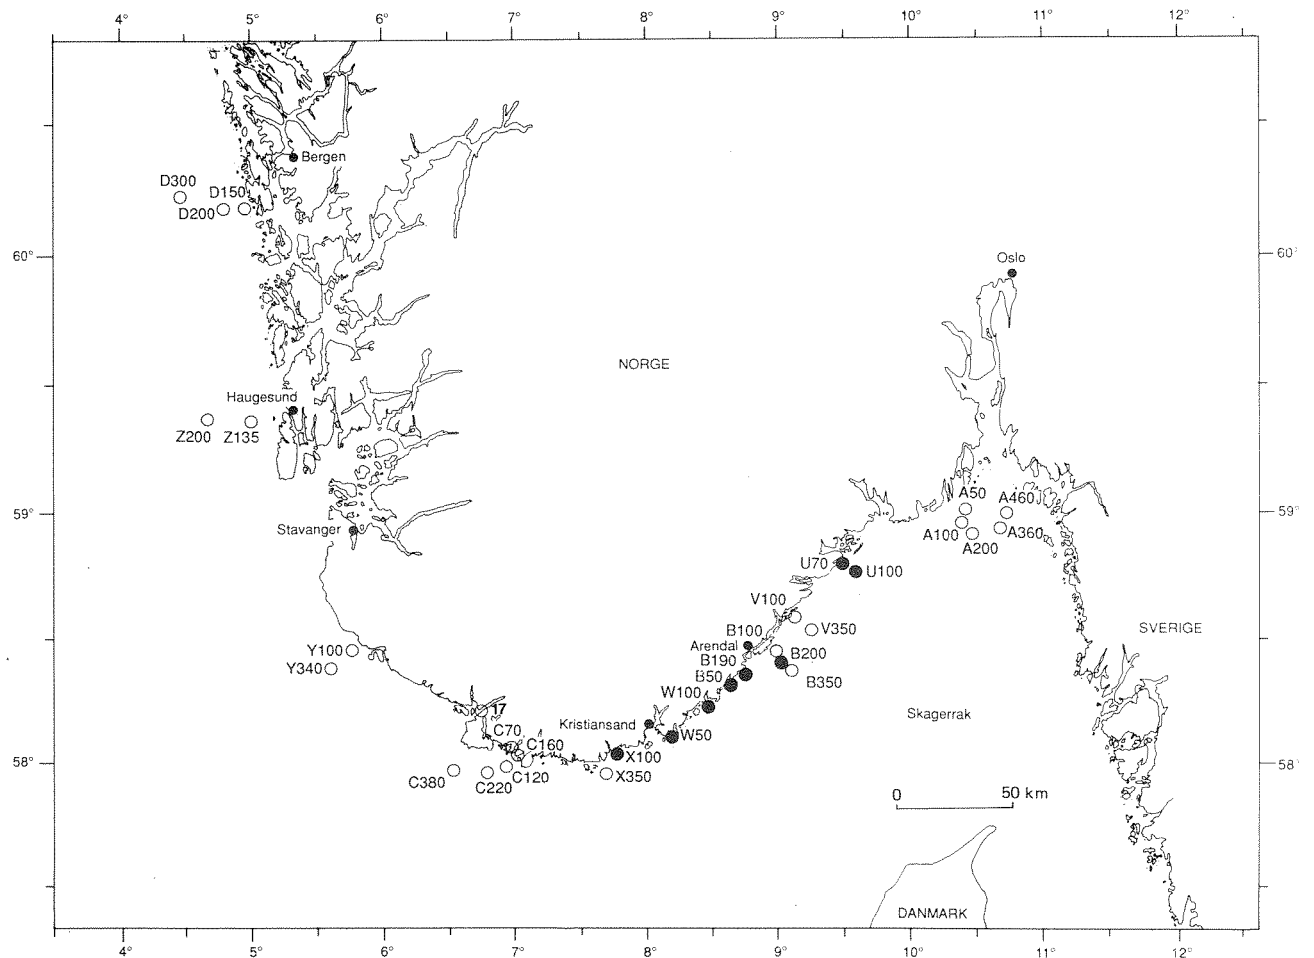 4° 5° 6° 7° 8° 9° 10° 11° 12°
Bergen
D300 D150
D200
60° 60°
Oslo
NORGE
Haugesund
Z200 Z135
A50 A460
59° 59°
Stavanger
A100 A360
A200
U70 U100
V100
V350
B100
SVERIGE
Arendal
Y100 B200
B190
Y340 B50 B350
W100
17
Skagerrak
Kristiansand
C70 W50
C160
X100
58° 58°
C380 C220 C120 X350
0 50 km
DANMARK
4° 5° 6° 7° 8° 9° 10° 11° 12°